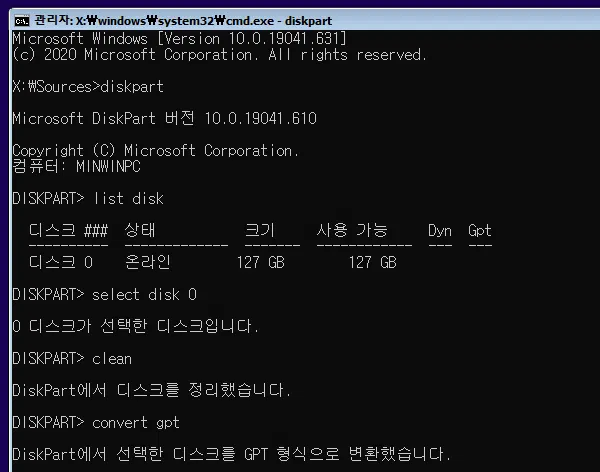 관리자: X:₩windows₩system32₩cmd.exe - diskpart
Microsoft Windows [Version 10.0.19041.631]
(c) 2020 Microsoft Corporation. All rights reserved.
X:₩Sources>diskpart
Microsoft DiskPart 버전 10.0.19041.610
Copyright (C) Microsoft Corporation.
컴퓨터: MINWINPC
DISKPART> list disk
디스크 ### 상태 크기 사용 가능 Dyn Gpt
---------- ------------- ------- ------------ --- ---
디스크 0 온라인 127 GB 127 GB
DISKPART> select disk 0
0 디스크가 선택한 디스크입니다.
DISKPART> clean
DiskPart에서 디스크를 정리했습니다.
DISKPART> convert gpt
DiskPart에서 선택한 디스크를 GPT 형식으로 변환했습니다.